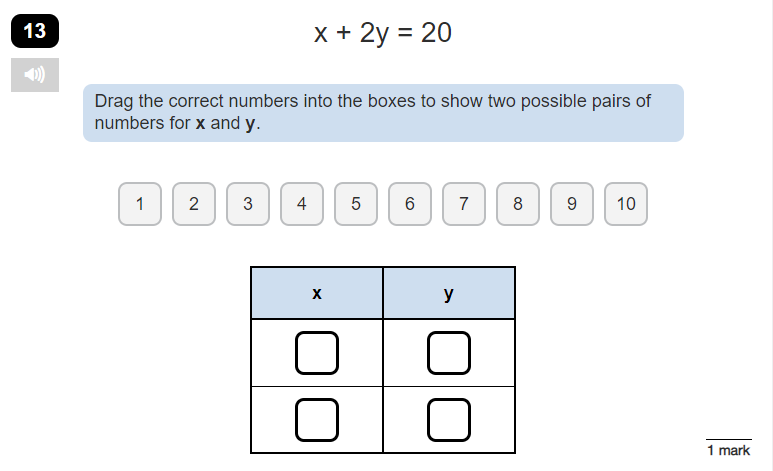 13
x + 2y = 20
Drag the correct numbers into the boxes to show two possible pairs of
numbers for x and y.
1 2 3 4 5 6 7 8 9 10
x y
1 mark